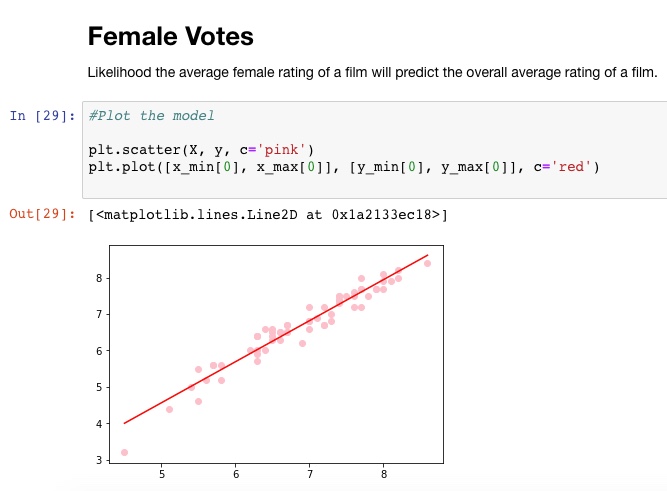 Female Votes
Likelihood the average female rating of a film will predict the overall average rating of a film.
In [29]: #Plot the model
plt.scatter(X, y, c='pink')
plt.plot([x_min[0], x_max[0]], [y_min[0], y_max[0]], c='red')
Out[29]: [<matplotlib.lines.Line2D at 0x1a2133ec18>]
8
7
6
5
4
3
5 6 7 8